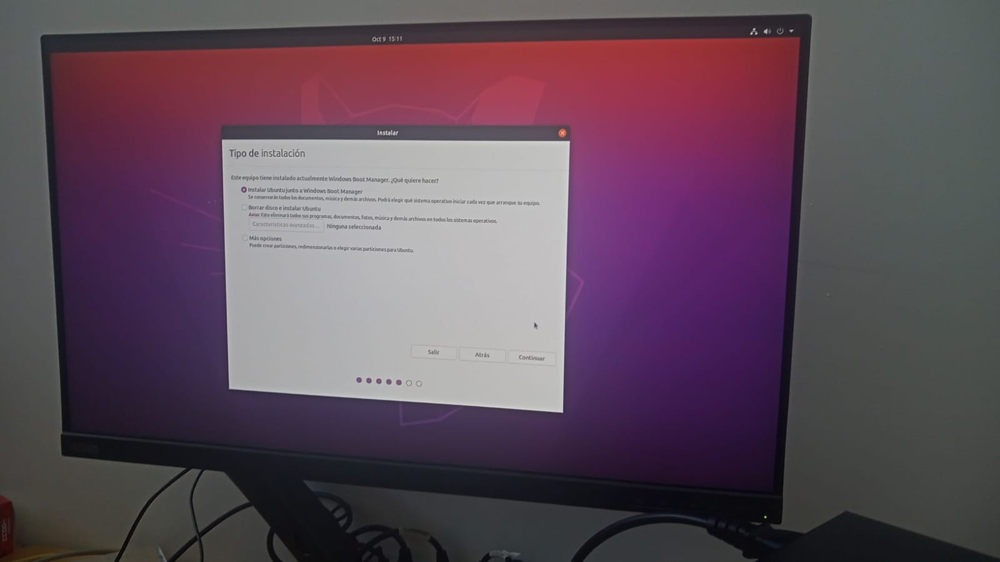 Oct 9 15:11
Instalar
Tipo de instalación
Este equipo tiene instalado actualmente Windows Boot Manager. ¿Qué quiere hacer?
Instalar Ubuntu junto a Windows Boot Manager
Se conservarán todos los documentos, música y demás archivos. Podrá elegir qué sistema operativo iniciar cada vez que arranque su equipo.
Borrar disco e instalar Ubuntu
Aviso: Esto eliminará todos sus programas, documentos, fotos, música y demás archivos en todos los sistemas operativos.
Características avanzadas... Ninguna seleccionada
Más opciones
Puede crear particiones, redimensionarlas o elegir varias particiones para Ubuntu.
Salir Atrás Continuar